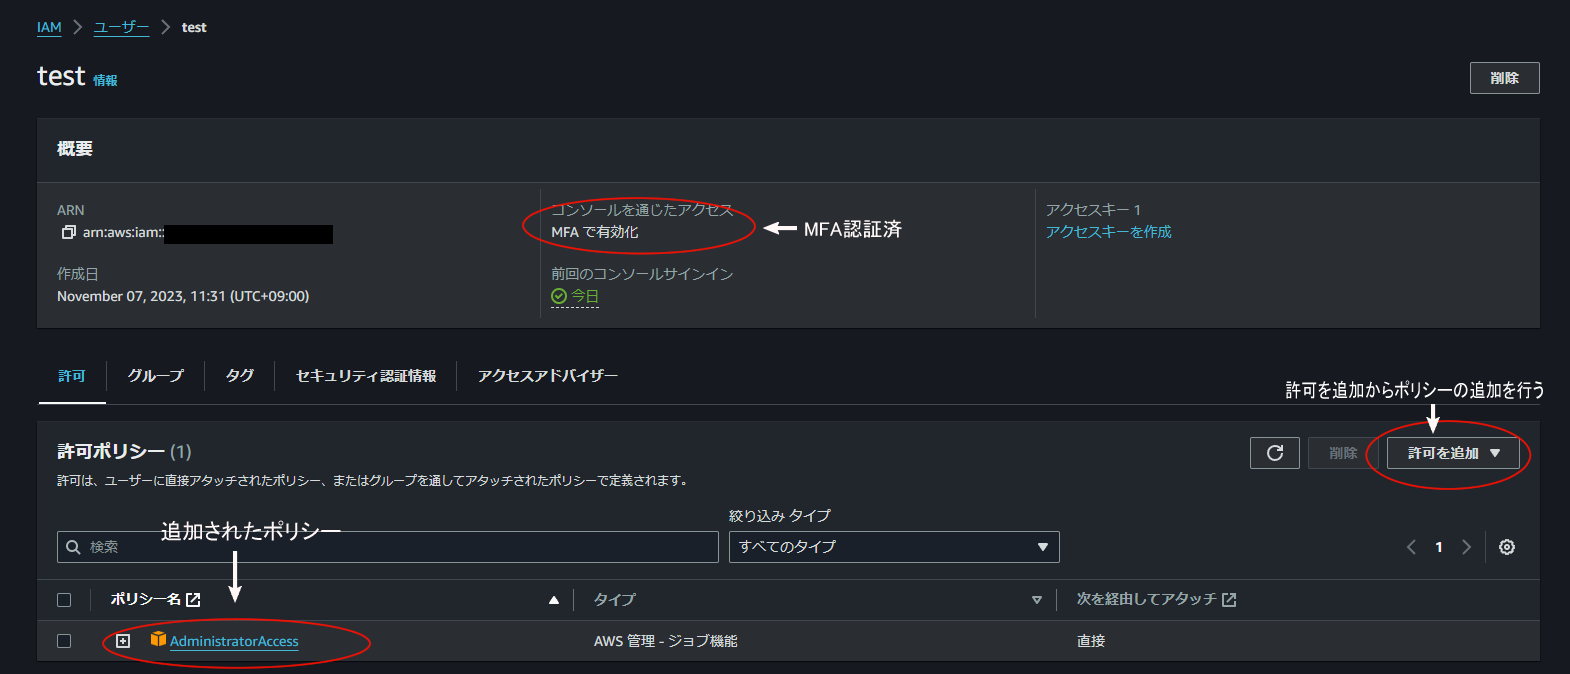 IAM > ユーザー > test
test 情報
削除
概要
ARN
arn:aws:iam::
作成日
November 07, 2023, 11:31 (UTC+09:00)
コンソールを通じたアクセス
MFA で有効化
MFA認証済
前回のコンソールサインイン
今日
アクセスキー 1
アクセスキーを作成
許可 グループ タグ セキュリティ認証情報 アクセスアドバイザー
許可を追加からポリシーの追加を行う
許可ポリシー (1)
削除 許可を追加
許可は、ユーザーに直接アタッチされたポリシー、またはグループを通してアタッチされたポリシーで定義されます。
追加されたポリシー
絞り込み タイプ
検索 すべてのタイプ 1
ポリシー名 タイプ 次を経由してアタッチ
AdministratorAccess AWS 管理 - ジョブ機能 直接